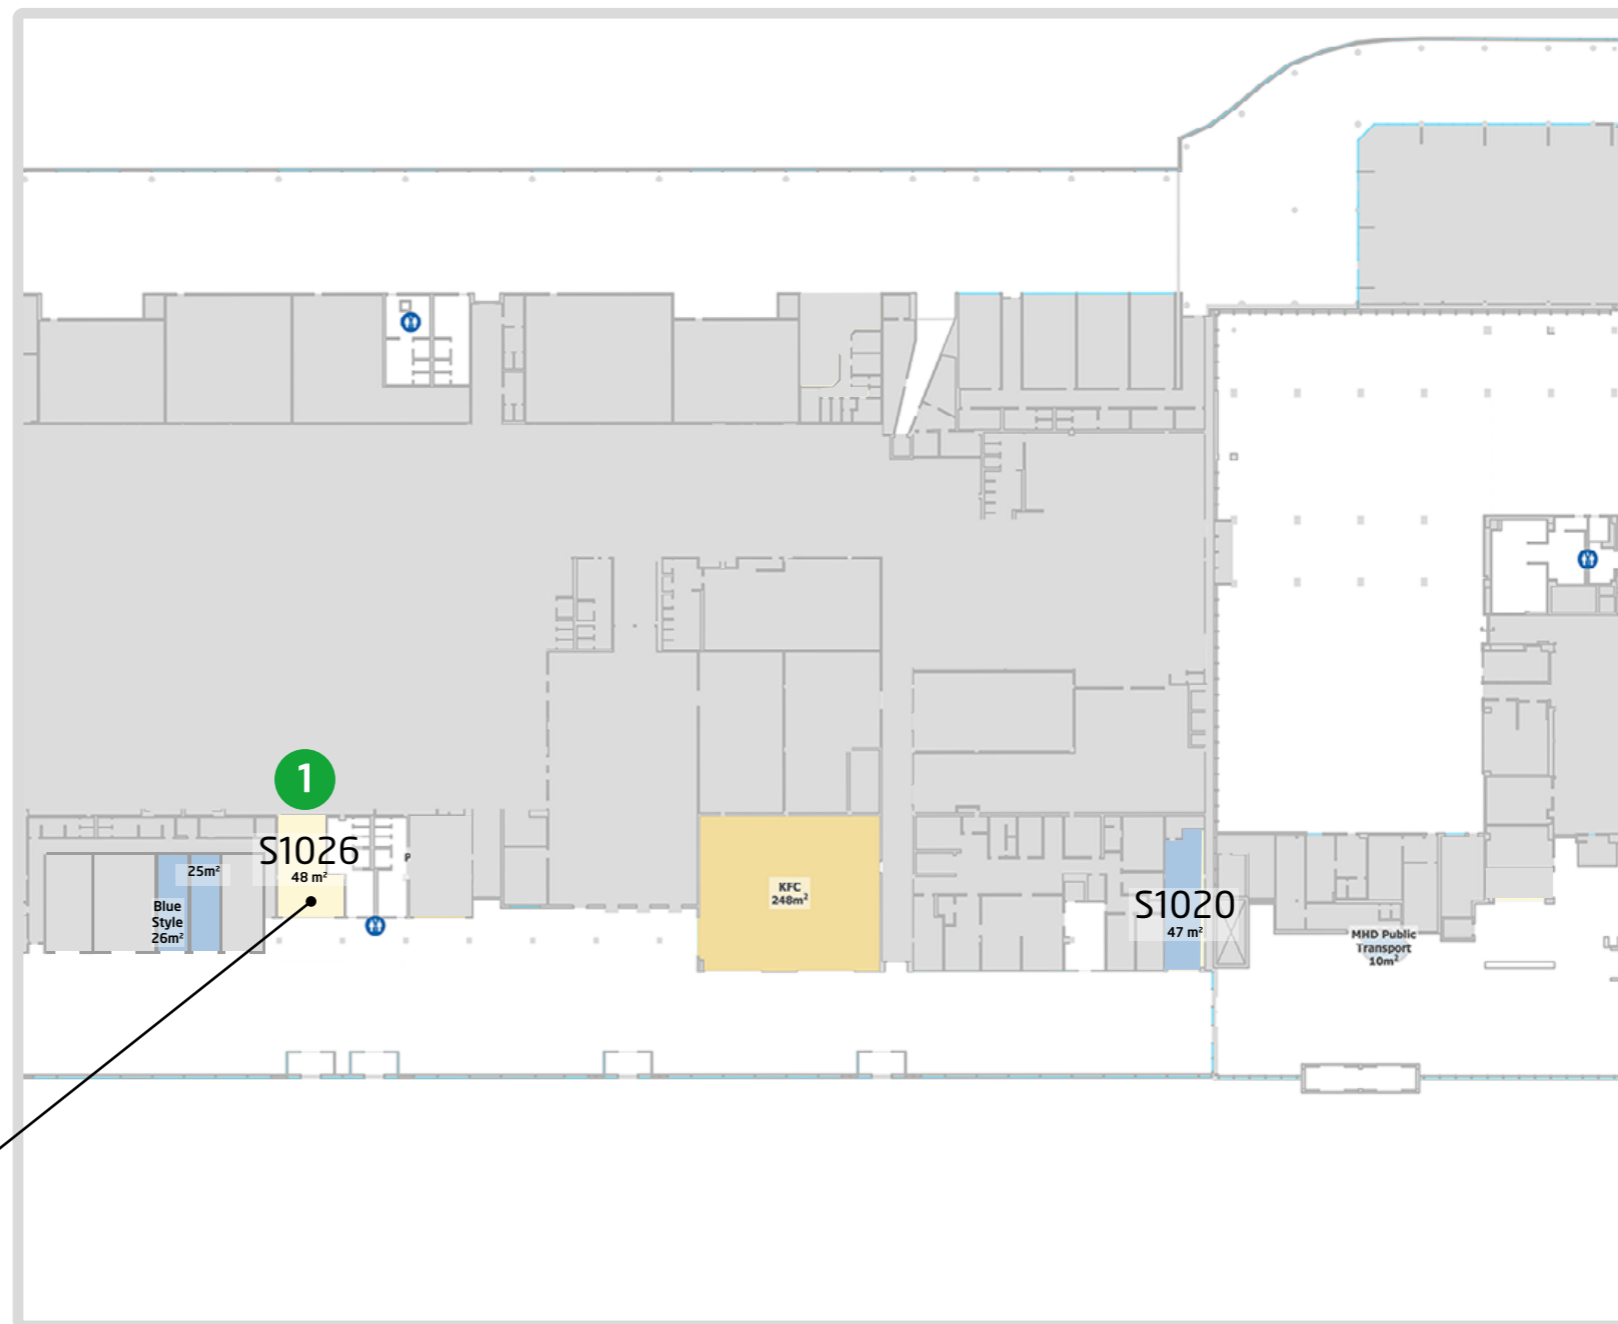 1
S1026
48 m²
P
25m²
Blue
Style
26m²
KFC
248m²
S1020
47 m²
MHD Public
Transport
10m²